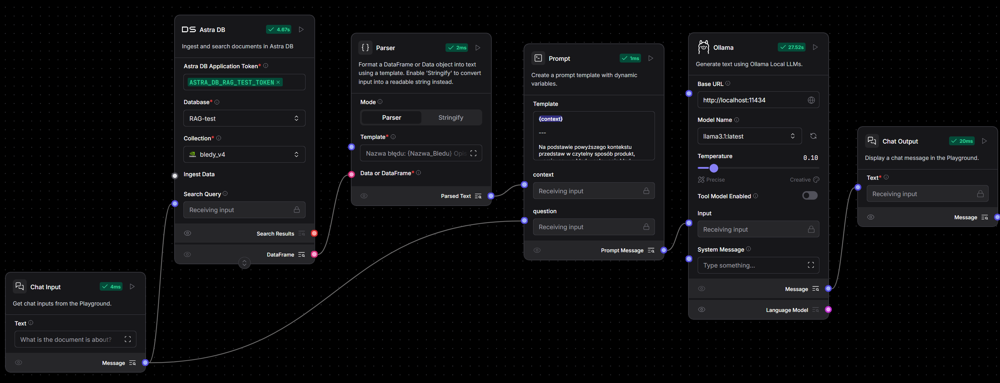 DS Astra DB 4.67s
Ingest and search documents in Astra DB
Astra DB Application Token*
ASTRA_DB_RAG_TEST_TOKEN ×
Database*
RAG-test
Collection*
NVIDIA bledy_v4
Ingest Data
Search Query
Receiving input
Search Results
DataFrame
Chat Input 4ms
Get chat inputs from the Playground.
Text
What is the document is about?
Message
{} Parser 2ms
Format a DataFrame or Data object into text
using a template. Enable 'Stringify' to convert
input into a readable string instead.
Mode
Parser Stringify
Template*
Nazwa błędu: {Nazwa_Bledu} Opis
Data or DataFrame*
Parsed Text
Prompt 1ms
Create a prompt template with dynamic
variables.
Template
{context}
---
Na podstawie powyższego kontekstu
przedstaw w czytelny sposób produkt,
context
Receiving input
question
Receiving input
Prompt Message
Ollama 27.52s
Generate text using Ollama Local LLMs.
Base URL
http://localhost:11434
Model Name
llama3.1:latest
Temperature 0.10
Precise Creative
Tool Model Enabled
Input
Receiving input
System Message
Type something...
Message
Language Model
Chat Output 20ms
Display a chat message in the Playground.
Text*
Receiving input
Message